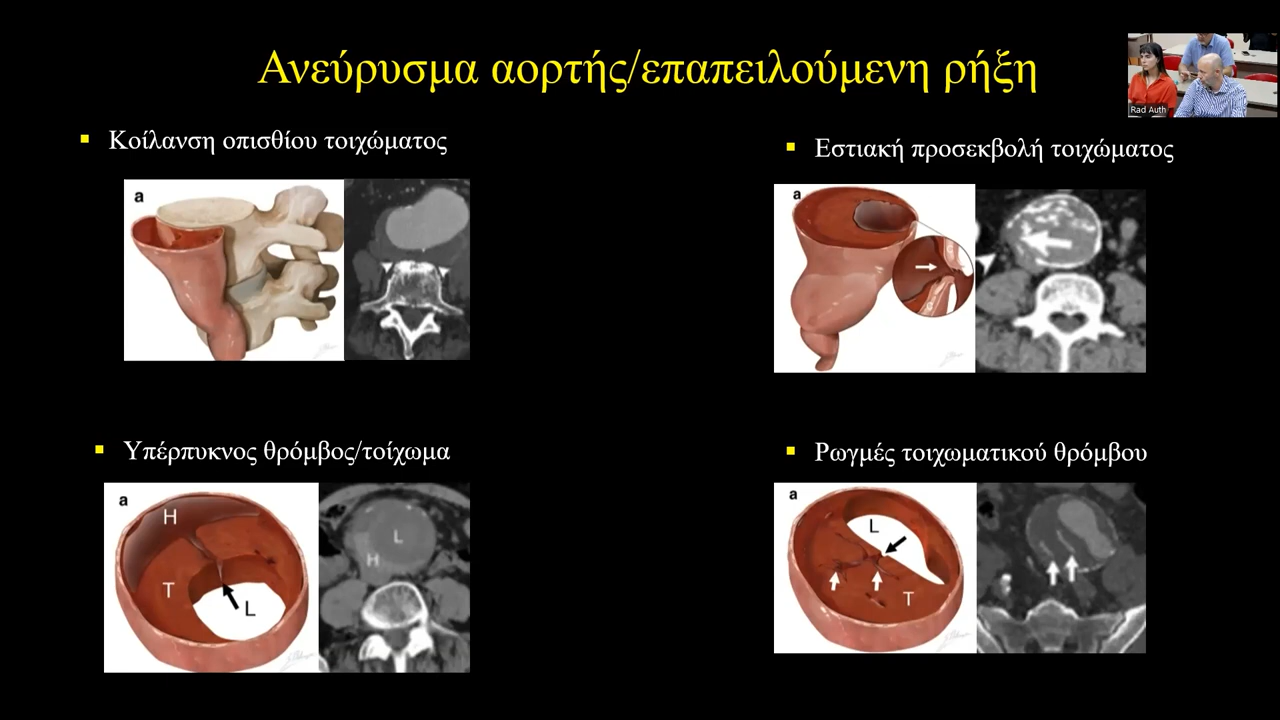 Ανεύρυσμα αορτής/επαπειλούμενη ρήξη
Rad Auth
Κοίλανση οπισθίου τοιχώματος
a
Εστιακή προσεκβολή τοιχώματος
a
Υπέρπυκνος θρόμβος/τοίχωμα
a
H
T
L
L
H
Ρωγμές τοιχωματικού θρόμβου
a
L
T